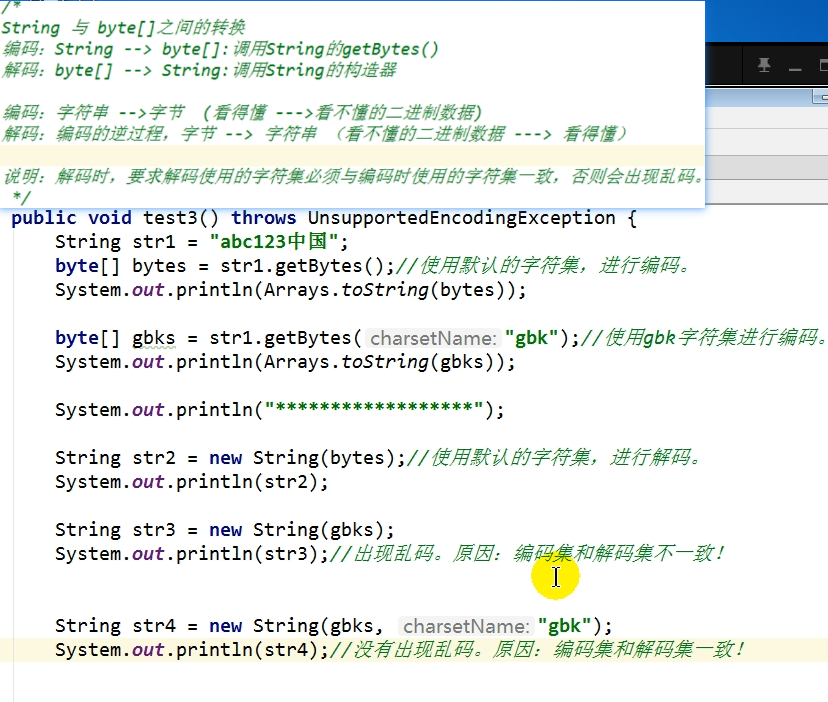 /*
String 与 byte[]之间的转换
编码：String --> byte[]:调用String的getBytes()
解码：byte[] --> String:调用String的构造器
编码：字符串 -->字节 (看得懂 --->看不懂的二进制数据)
解码：编码的逆过程，字节 --> 字符串 （看不懂的二进制数据 ---> 看得懂）
说明：解码时，要求解码使用的字符集必须与编码时使用的字符集一致，否则会出现乱码。
*/
public void test3() throws UnsupportedEncodingException {
String str1 = "abc123中国";
byte[] bytes = str1.getBytes();//使用默认的字符集，进行编码。
System.out.println(Arrays.toString(bytes));
byte[] gbks = str1.getBytes( charsetName: "gbk");//使用gbk字符集进行编码。
System.out.println(Arrays.toString(gbks));
System.out.println("******************");
String str2 = new String(bytes);//使用默认的字符集，进行解码。
System.out.println(str2);
String str3 = new String(gbks);
System.out.println(str3);//出现乱码。原因：编码集和解码集不一致！
String str4 = new String(gbks, charsetName: "gbk");
System.out.println(str4);//没有出现乱码。原因：编码集和解码集一致！